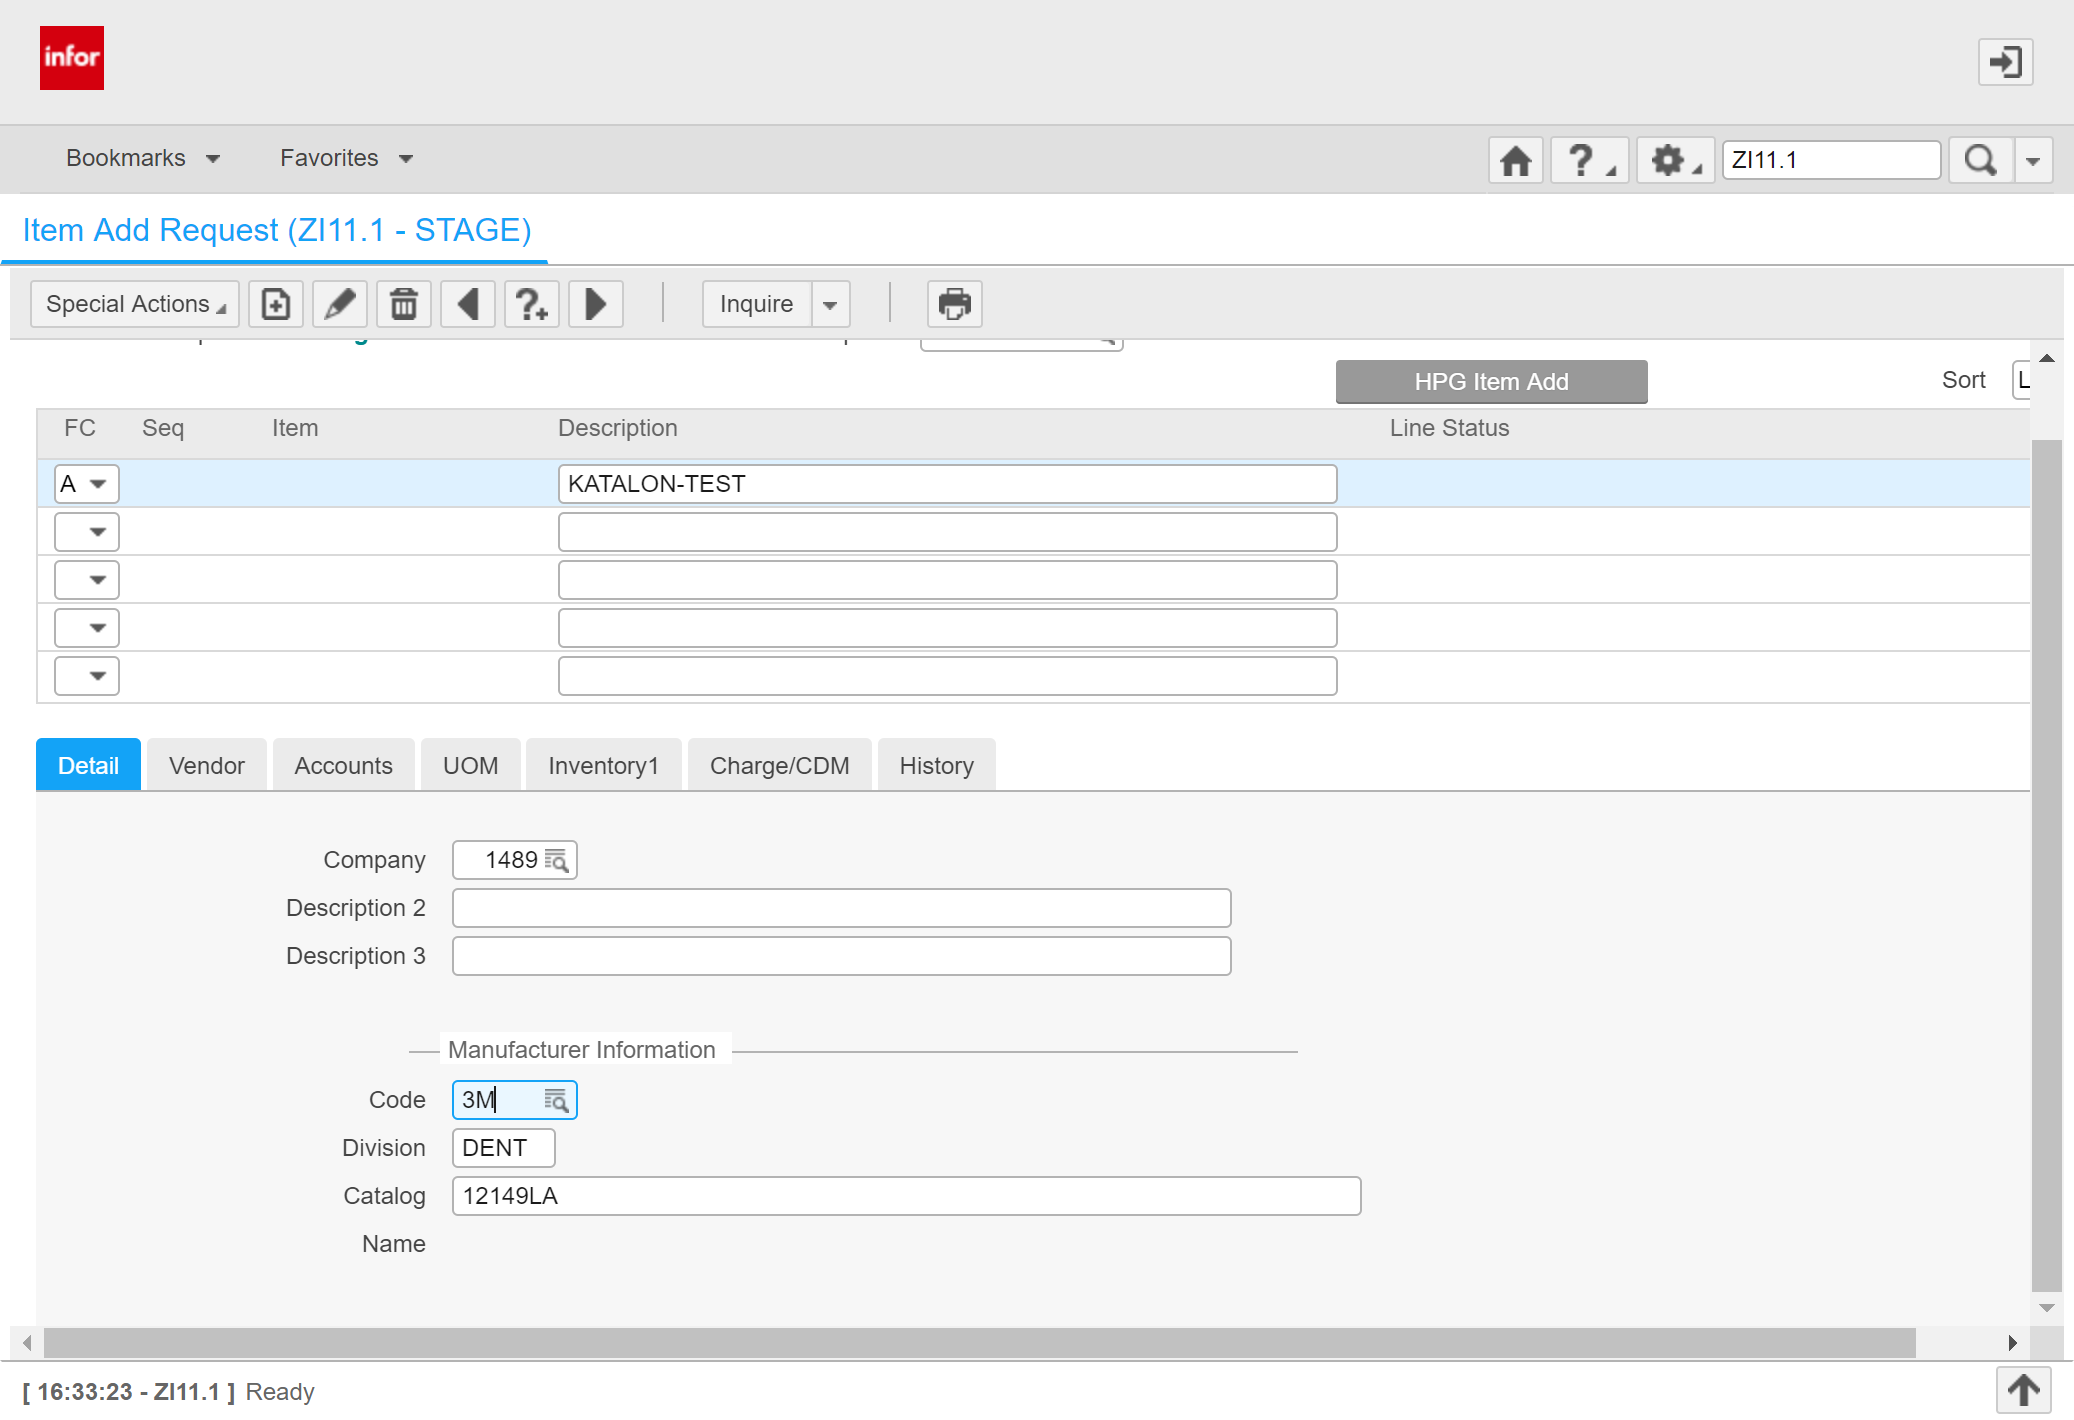 infor
Bookmarks Favorites ZI11.1
Item Add Request (ZI11.1 - STAGE)
Special Actions Inquire
HPG Item Add Sort L
FC Seq Item Description Line Status
A KATALON-TEST
Detail Vendor Accounts UOM Inventory1 Charge/CDM History
Company 1489
Description 2
Description 3
Manufacturer Information
Code 3M
Division DENT
Catalog 12149LA
Name
[ 16:33:23 - ZI11.1 ] Ready